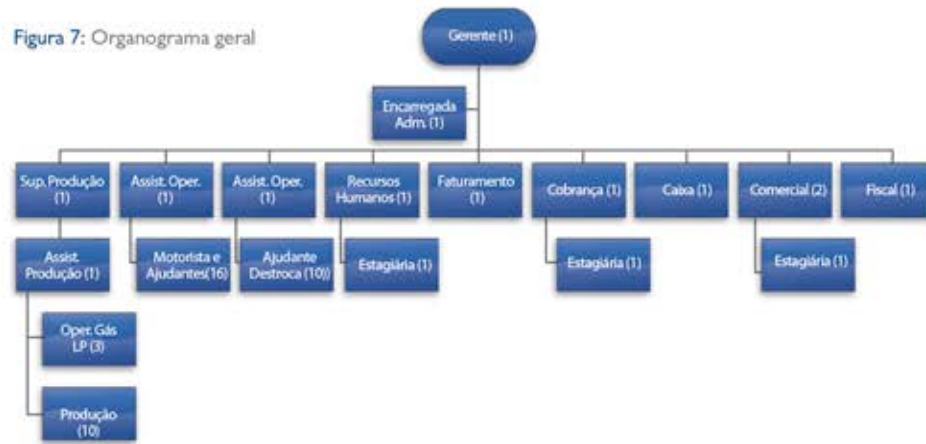 Figura 7: Organograma geral
Gerente (1)
Encarregada
Adm. (1)
Sup. Produção
(1)
Assist. Oper.
(1)
Assist. Oper.
(1)
Recursos
Humanos (1)
Faturamento
(1)
Cobrança (1)
Caixa (1)
Comercial (2)
Fiscal (1)
Assist.
Produção (1)
Motorista e
Ajudantes(16)
Ajudante
Destroca (10))
Estagiária (1)
Estagiária (1)
Estagiária (1)
Oper. Gás
LP (3)
Produção
(10)